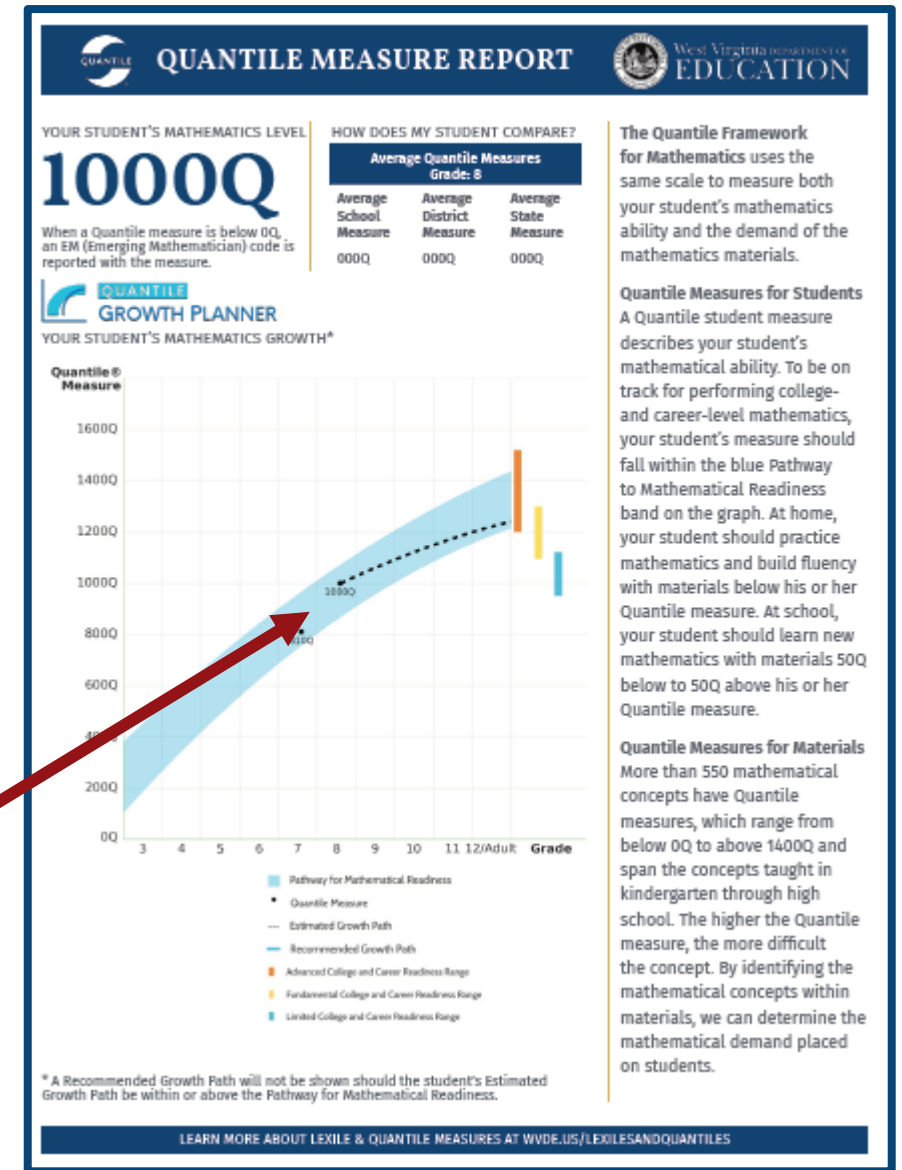 QUANTILE
QUANTILE MEASURE REPORT
West Virginia DEPARTMENT OF
EDUCATION
YOUR STUDENT'S MATHEMATICS LEVEL
1000Q
When a Quantile measure is below 0Q,
an EM (Emerging Mathematician) code is
reported with the measure.
HOW DOES MY STUDENT COMPARE?
Average Quantile Measures
Grade: 8
Average School Measure
Average District Measure
Average State Measure
000Q 000Q 000Q
QUANTILE
GROWTH PLANNER
YOUR STUDENT'S MATHEMATICS GROWTH*
Quantile®
Measure
1600Q
1400Q
1200Q
1000Q
800Q
600Q
200Q
0Q
1000Q
3 4 5 6 7 8 9 10 11 12/Adult Grade
Pathway for Mathematical Readiness
Quantile Measure
Estimated Growth Path
Recommended Growth Path
Advanced College and Career Readiness Range
Fundamental College and Career Readiness Range
Limited College and Career Readiness Range
* A Recommended Growth Path will not be shown should the student's Estimated
Growth Path be within or above the Pathway for Mathematical Readiness.
The Quantile Framework
for Mathematics uses the
same scale to measure both
your student's mathematics
ability and the demand of the
mathematics materials.
Quantile Measures for Students
A Quantile student measure
describes your student's
mathematical ability. To be on
track for performing college-
and career-level mathematics,
your student's measure should
fall within the blue Pathway
to Mathematical Readiness
band on the graph. At home,
your student should practice
mathematics and build fluency
with materials below his or her
Quantile measure. At school,
your student should learn new
mathematics with materials 50Q
below to 50Q above his or her
Quantile measure.
Quantile Measures for Materials
More than 550 mathematical
concepts have Quantile
measures, which range from
below 0Q to above 1400Q and
span the concepts taught in
kindergarten through high
school. The higher the Quantile
measure, the more difficult
the concept. By identifying the
mathematical concepts within
materials, we can determine the
mathematical demand placed
on students.
LEARN MORE ABOUT LEXILE & QUANTILE MEASURES AT WVDE.US/LEXILESANDQUANTILES